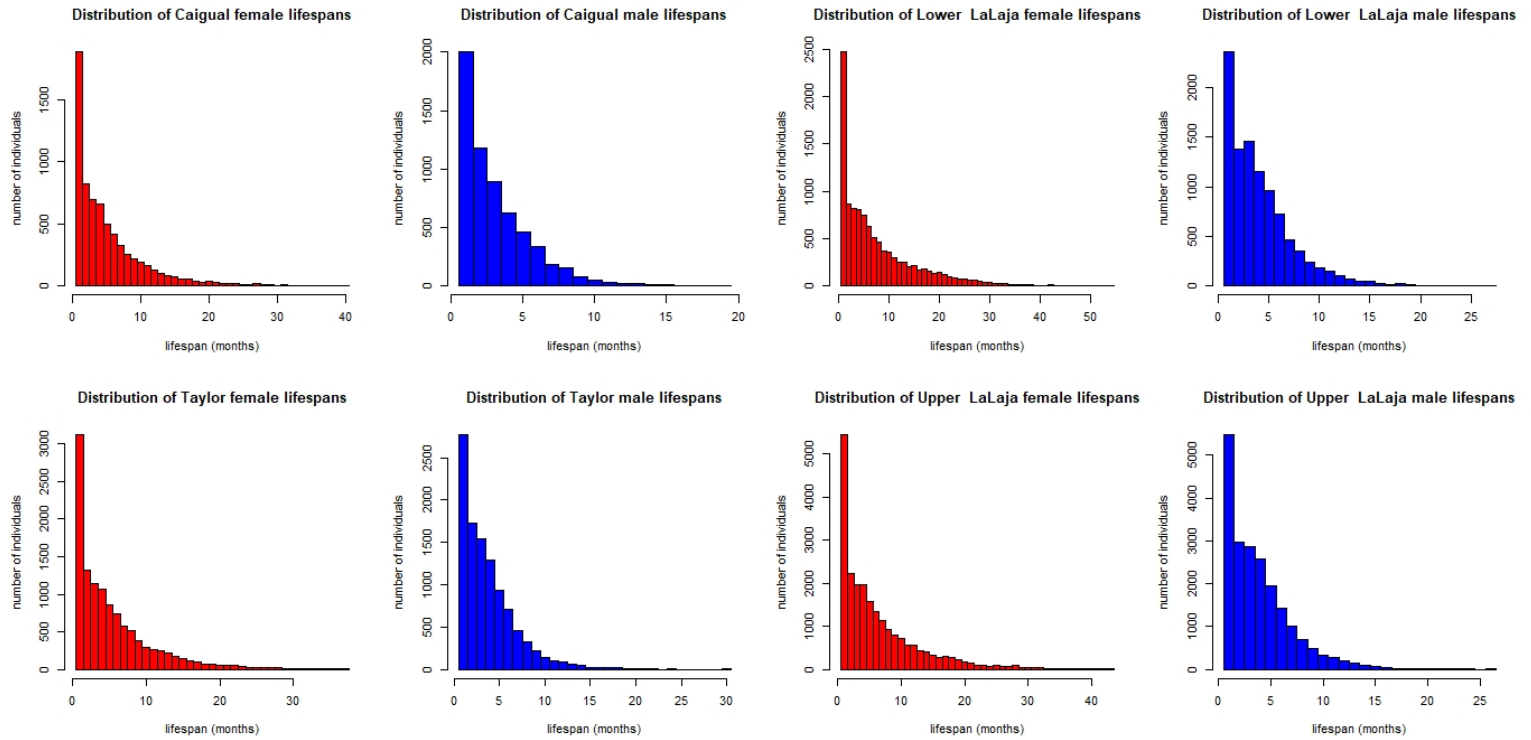 Distribution of Caigual female lifespans
number of individuals
1500
1000
500
0
0 10 20 30 40
lifespan (months)
Distribution of Caigual male lifespans
number of individuals
2000
1500
1000
500
0
0 5 10 15 20
lifespan (months)
Distribution of Lower LaLaja female lifespans
number of individuals
2500
2000
1500
1000
500
0
0 10 20 30 40 50
lifespan (months)
Distribution of Lower LaLaja male lifespans
number of individuals
2000
1500
1000
500
0
0 5 10 15 20 25
lifespan (months)
Distribution of Taylor female lifespans
number of individuals
3000
2500
2000
1500
1000
500
0
0 10 20 30
lifespan (months)
Distribution of Taylor male lifespans
number of individuals
2500
2000
1500
1000
500
0
0 5 10 15 20 25 30
lifespan (months)
Distribution of Upper LaLaja female lifespans
number of individuals
5000
4000
3000
2000
1000
0
0 10 20 30 40
lifespan (months)
Distribution of Upper LaLaja male lifespans
number of individuals
5000
4000
3000
2000
1000
0
0 5 10 15 20 25
lifespan (months)